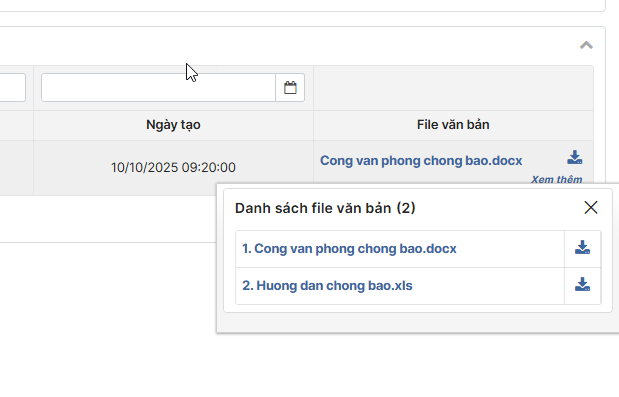 Ngày tạo
File văn bản
10/10/2025 09:20:00
Cong van phong chong bao.docx
Xem thêm
Danh sách file văn bản (2)
1. Cong van phong chong bao.docx
2. Huong dan chong bao.xls